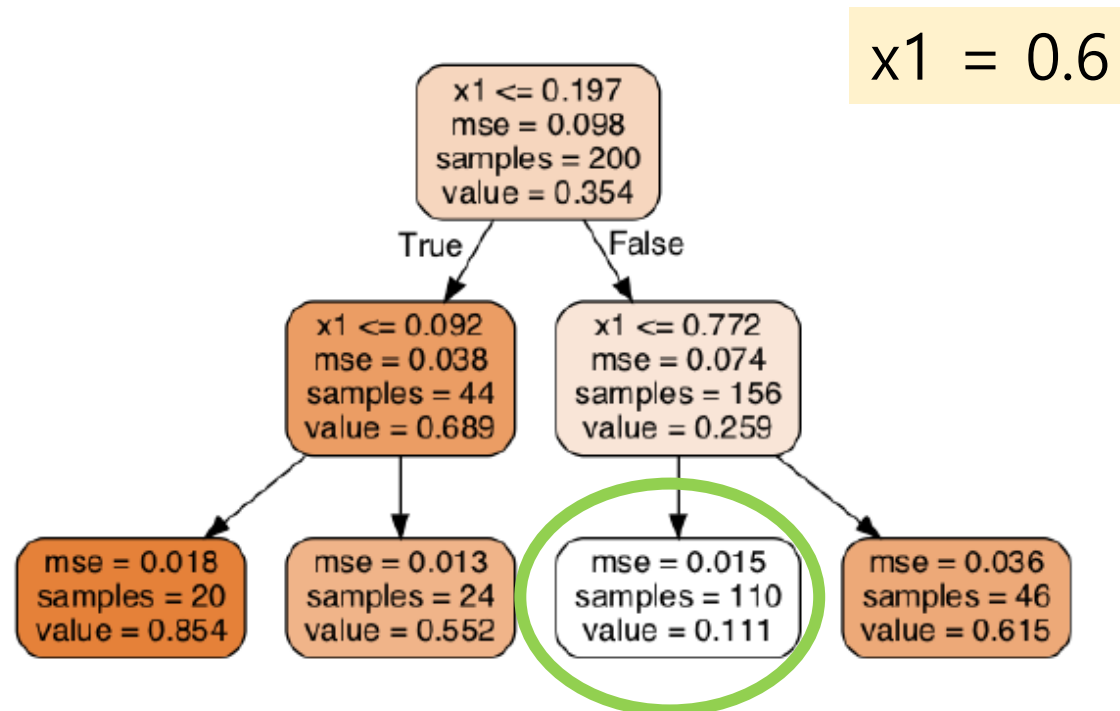 x1 = 0.6
x1 <= 0.197
mse = 0.098
samples = 200
value = 0.354
True
False
x1 <= 0.092
mse = 0.038
samples = 44
value = 0.689
x1 <= 0.772
mse = 0.074
samples = 156
value = 0.259
mse = 0.018
samples = 20
value = 0.854
mse = 0.013
samples = 24
value = 0.552
mse = 0.015
samples = 110
value = 0.111
mse = 0.036
samples = 46
value = 0.615